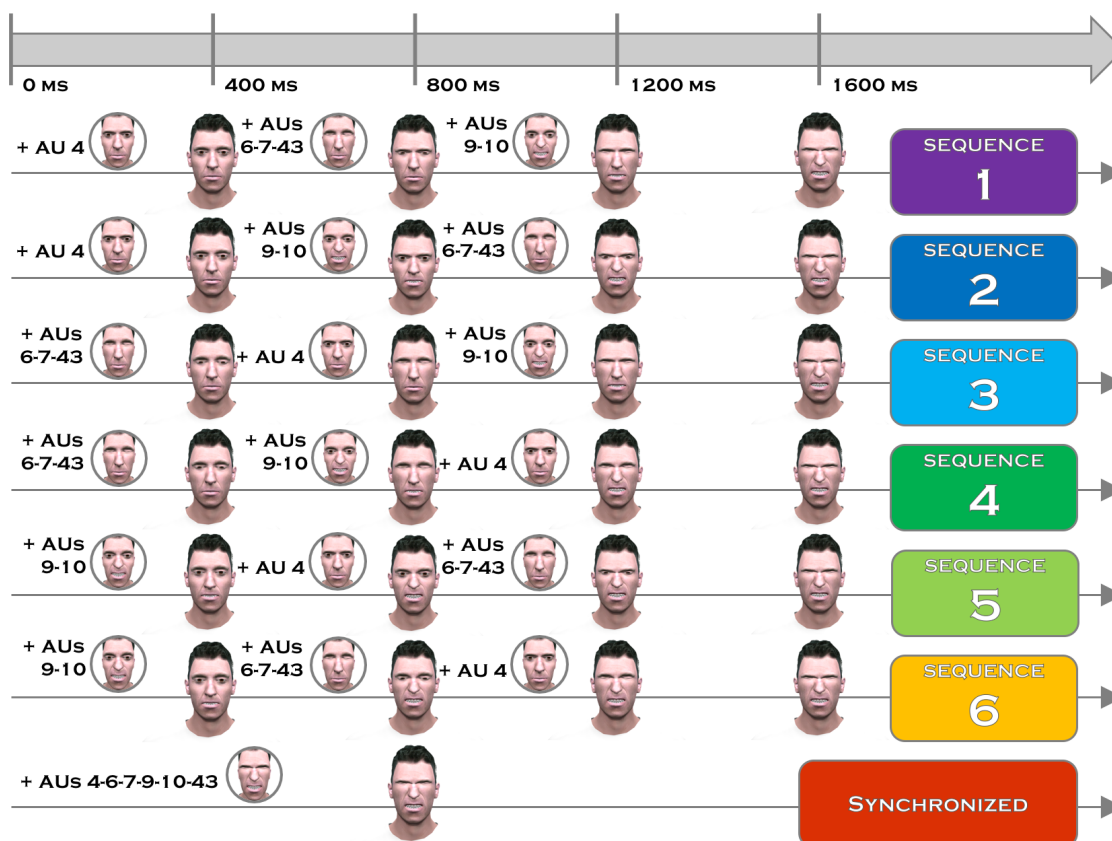 0 MS
400 MS
800 MS
1200 MS
1600 MS
+ AU 4
+ AUs
6-7-43
+ AUs
9-10
SEQUENCE
1
+ AU 4
+ AUs
9-10
+ AUs
6-7-43
SEQUENCE
2
+ AUs
6-7-43
+ AU 4
+ AUs
9-10
SEQUENCE
3
+ AUs
6-7-43
+ AUs
9-10
+ AU 4
SEQUENCE
4
+ AUs
9-10
+ AU 4
+ AUs
6-7-43
SEQUENCE
5
+ AUs
9-10
+ AUs
6-7-43
+ AU 4
SEQUENCE
6
+ AUs 4-6-7-9-10-43
SYNCHRONIZED